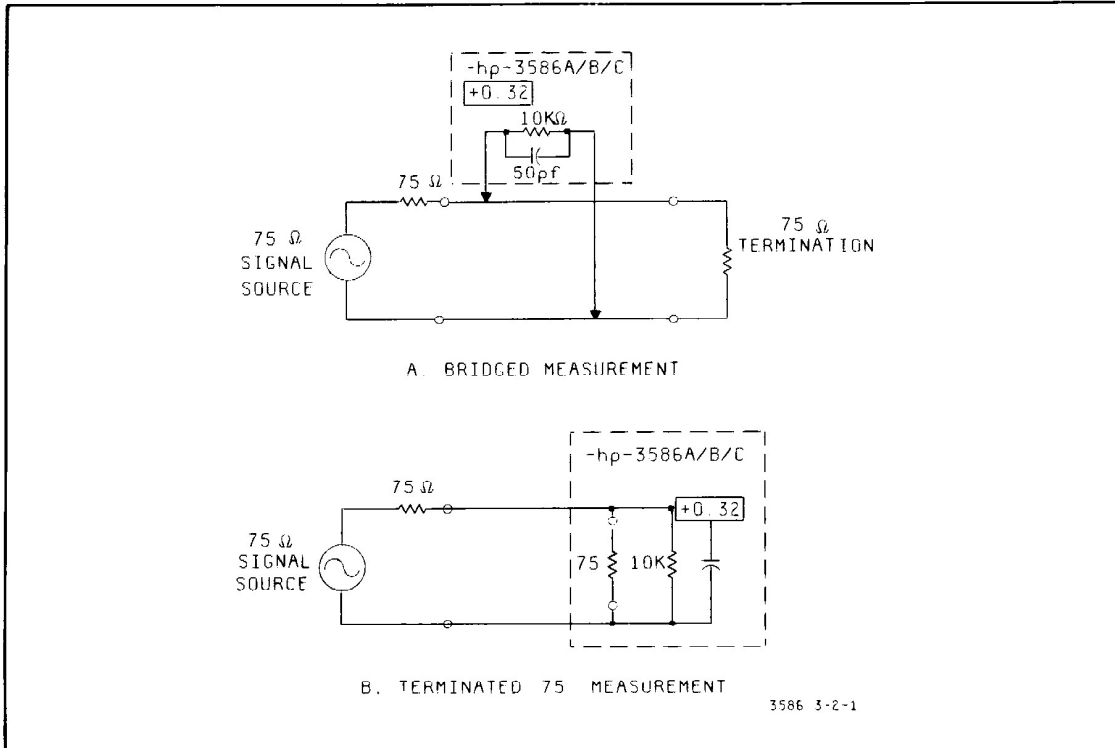 -hp-3586A/B/C
+0.32
10KΩ
50pf
75 Ω
75 Ω
SIGNAL
SOURCE
75 Ω
TERMINATION
A. BRIDGED MEASUREMENT
-hp-3586A/B/C
75 Ω
+0.32
75 Ω
SIGNAL
SOURCE
75
10K
B. TERMINATED 75 MEASUREMENT
3586 3-2-1